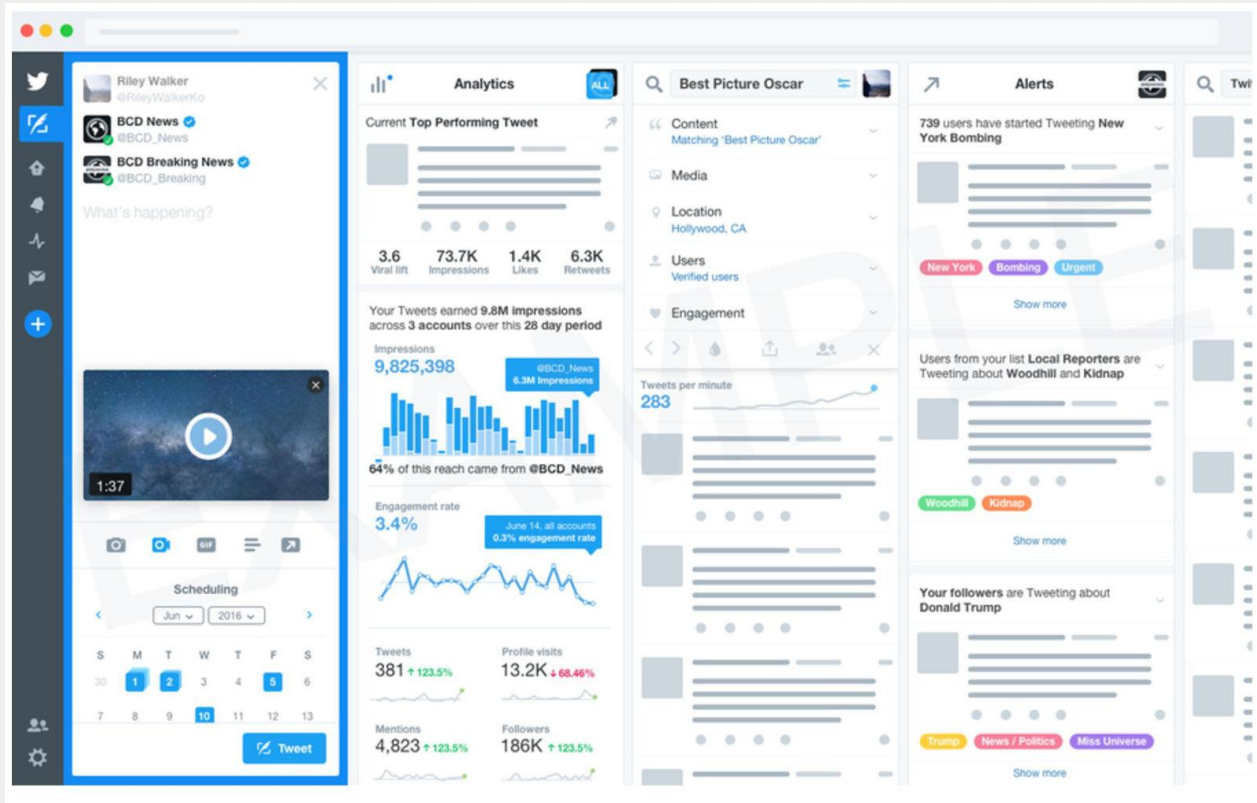 Riley Walker
@RileyWalkerKo
BCD News
@BCD_News
BCD Breaking News
@BCD_Breaking
What's happening?
1:37
GIF
Scheduling
Jun
2016
S M T W T F S
30 1 2 3 4 5 6
7 8 9 10 11 12 13
Tweet
Analytics
ALL
Current Top Performing Tweet
3.6 73.7K 1.4K 6.3K
Viral lift Impressions Likes Retweets
Your Tweets earned 9.8M impressions
across 3 accounts over this 28 day period
Impressions
9,825,398
@BCD_News
6.3M Impressions
64% of this reach came from @BCD_News
Engagement rate
3.4%
June 14, all accounts
0.3% engagement rate
Tweets Profile visits
381 ↑ 123.5% 13.2K ↓ 68.46%
Mentions Followers
4,823 ↑ 123.5% 186K ↑ 123.5%
Best Picture Oscar
Content
Matching 'Best Picture Oscar'
Media
Location
Hollywood, CA
Users
Verified users
Engagement
Tweets per minute
283
Alerts
739 users have started Tweeting New
York Bombing
New York Bombing Urgent
Show more
Users from your list Local Reporters are
Tweeting about Woodhill and Kidnap
Woodhill Kidnap
Show more
Your followers are Tweeting about
Donald Trump
Trump News / Politics Miss Universe
Show more
Twi
EXAMPLE